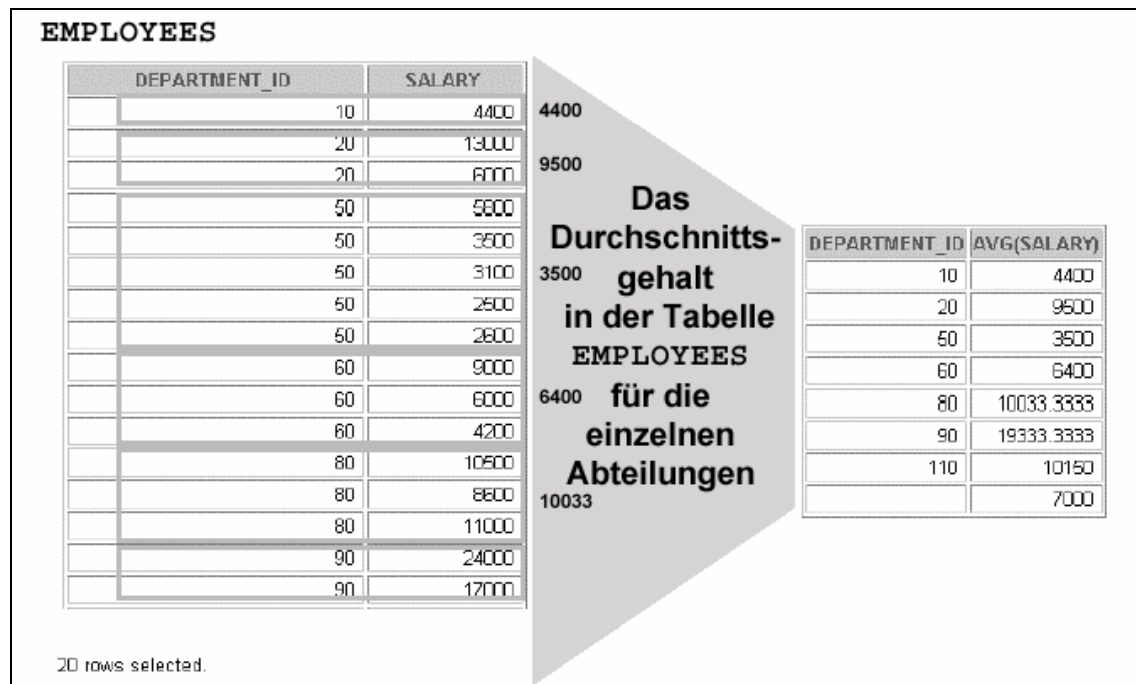 EMPLOYEES
DEPARTMENT_ID SALARY
10 4400
20 13000
20 6000
50 5800
50 3500
50 3100
50 2500
50 2600
60 9000
60 6000
60 4200
80 10500
80 8600
80 11000
90 24000
90 17000
20 rows selected.
4400
9500
3500
6400
10033
Das
Durchschnitts-
gehalt
in der Tabelle
EMPLOYEES
für die
einzelnen
Abteilungen
DEPARTMENT_ID AVG(SALARY)
10 4400
20 9500
50 3500
60 6400
80 10033.3333
90 19333.3333
110 10150
7000